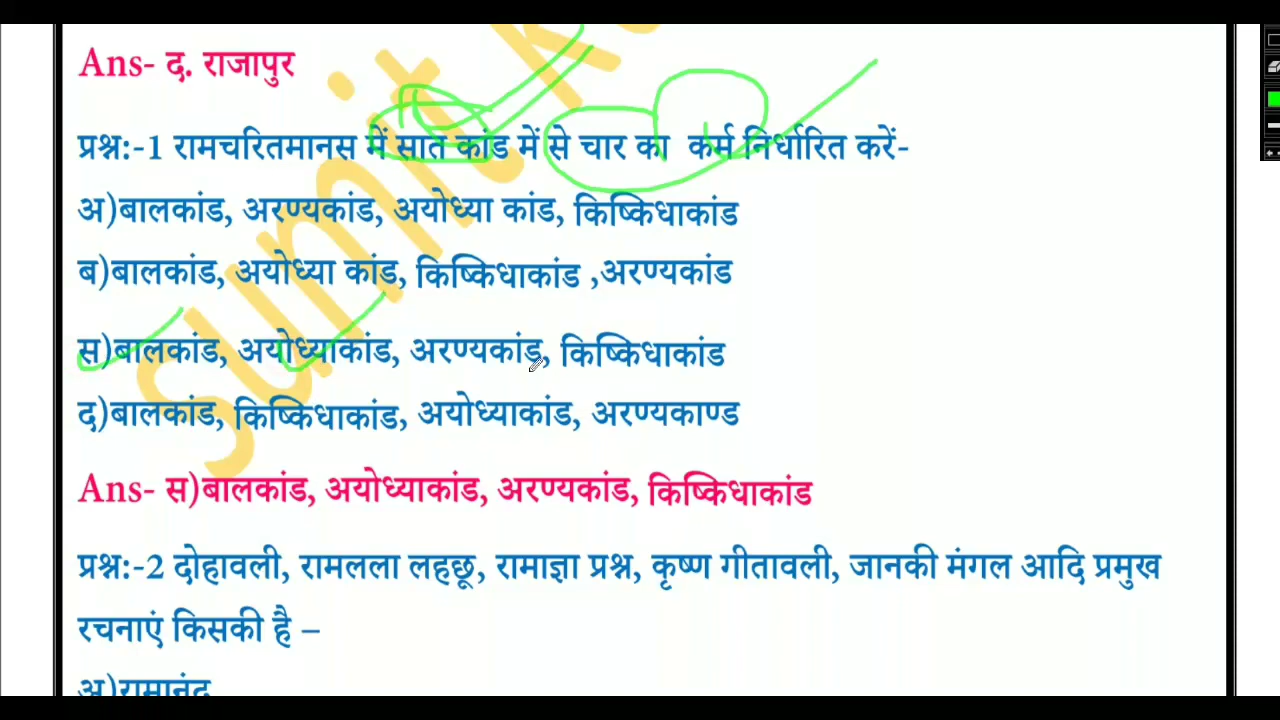 Ans- द. राजापुर
प्रश्न:-1 रामचरितमानस में सात कांड में से चार का कर्म निर्धारित करें-
अ)बालकांड, अरण्यकांड, अयोध्या कांड, किष्किधाकांड
ब)बालकांड, अयोध्या कांड, किष्किधाकांड ,अरण्यकांड
स)बालकांड, अयोध्याकांड, अरण्यकांड, किष्किधाकांड
द)बालकांड, किष्किधाकांड, अयोध्याकांड, अरण्यकाण्ड
Ans- स)बालकांड, अयोध्याकांड, अरण्यकांड, किष्किधाकांड
प्रश्न:-2 दोहावली, रामलला लहछू, रामाज्ञा प्रश्न, कृष्ण गीतावली, जानकी मंगल आदि प्रमुख
रचनाएं किसकी है –
अ)रामानंद
Sumit